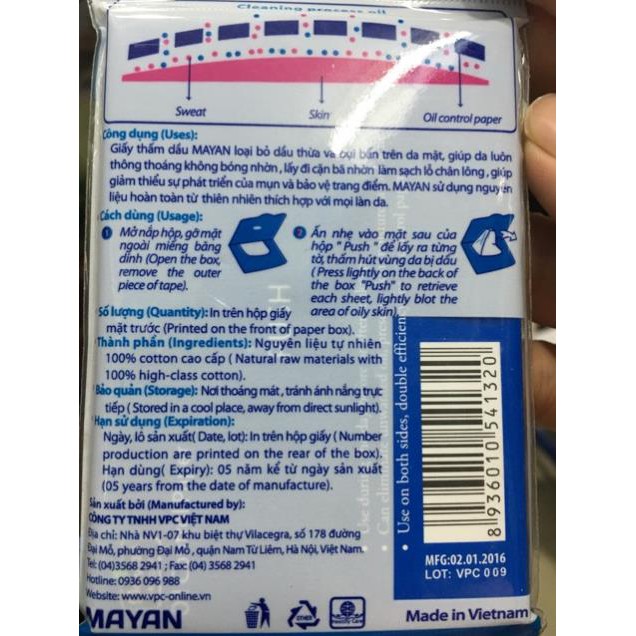 Cleaning process oil
Sweat
Skin
Oil control paper
Công dụng (Uses):
Giấy thấm dầu MAYAN loại bỏ dầu thừa và bụi bẩn trên da mặt, giúp da luôn
thông thoáng không bóng nhờn , lấy đi cặn bã nhờn làm sạch lỗ chân lông , giúp
giảm thiểu sự phát triển của mụn và bảo vệ trang điểm. MAYAN sử dụng nguyên
liệu hoàn toàn từ thiên nhiên thích hợp với mọi làn da.
Cách dùng (Usage):
1 Mở nắp hộp, gỡ mặt
ngoài miếng băng
dính (Open the box,
remove the outer
piece of tape).
2 Ấn nhẹ vào mặt sau của
hộp " Push " để lấy ra từng
tờ, thấm hút vùng da bị dầu
( Press lightly on the back of
the box "Push" to retrieve
each sheet, lightly blot the
area of oily skin)
Số lượng (Quantity): In trên hộp giấy
mặt trước (Printed on the front of paper box).
Thành phần (Ingredients): Nguyên liệu tự nhiên
100% cotton cao cấp ( Natural raw materials with
100% high-class cotton).
Bảo quản (Storage): Nơi thoáng mát, tránh ánh nắng trực
tiếp ( Stored in a cool place, away from direct sunlight).
Hạn sử dụng (Expiration):
Ngày, lô sản xuất( Date, lot): In trên hộp giấy ( Number
production are printed on the rear of the box).
Hạn dùng( Expiry): 05 năm kể từ ngày sản xuất
(05 years from the date of manufacture).
Sản xuất bởi (Manufactured by):
CÔNG TY TNHH VPC VIỆT NAM
Địa chỉ: Nhà NV1-07 khu biệt thự Vilacegra, số 178 đường
Đại Mỗ, phường Đại Mỗ , quận Nam Từ Liêm, Hà Nội, Việt Nam.
Tel: (04)3568 2941 ; Fax: (04) 3568 2941
Hotline: 0936 096 988
Website: www.vpc-online.vn
MAYAN
• Use on both sides, double efficien
8 936010 541320
MFG:02.01.2016
LOT: VPC 009
Made in Vietnam